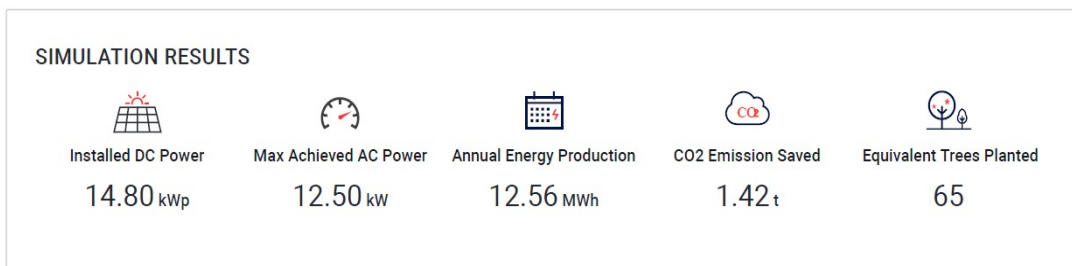 SIMULATION RESULTS
CO2
Installed DC Power
Max Achieved AC Power
Annual Energy Production
CO2 Emission Saved
Equivalent Trees Planted
14.80 kWp
12.50 kW
12.56 MWh
1.42 t
65